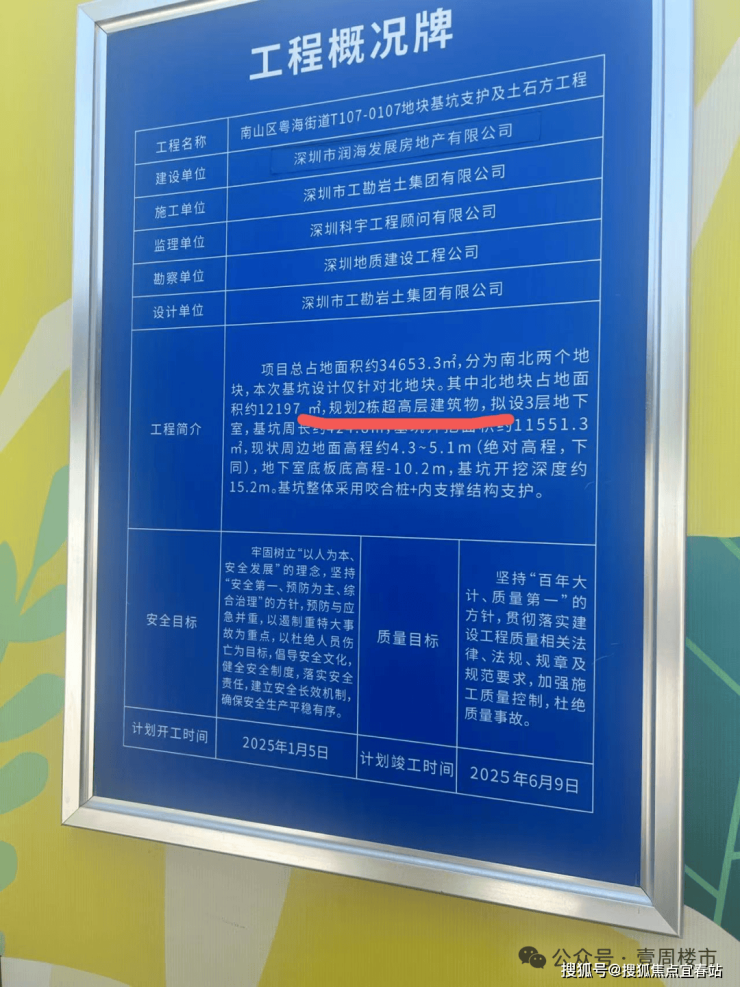 工程概况牌
工程名称
南山区粤海街道T107-0107地块基坑支护及土石方工程
建设单位
深圳市润海发展房地产有限公司
施工单位
深圳市工勘岩土集团有限公司
监理单位
深圳科宇工程顾问有限公司
勘察单位
深圳地质建设工程公司
设计单位
深圳市工勘岩土集团有限公司
工程简介
项目总占地面积约34653.3㎡,分为南北两个地
块,本次基坑设计仅针对北地块。其中北地块占地面
积约12197 ㎡,规划2栋超高层建筑物,拟设3层地下
室,基坑周长约 11551.3
㎡,现状周边地面高程约4.3~5.1m(绝对高程,下
同),地下室底板底高程-10.2m,基坑开挖深度约
15.2m。基坑整体采用咬合桩+内支撑结构支护。
安全目标
牢固树立“以人为本、
安全发展”的理念,坚持
“安全第一、预防为主、综
合治理”的方针,预防与应
急并重,以遏制重特大事
故为重点,以杜绝人员伤
亡为目标,倡导安全文化,
健全安全制度,落实安全
责任,建立安全长效机制,
确保安全生产平稳有序。
质量目标
坚持“百年大
计、质量第一”的
方针,贯彻落实建
设工程质量相关法
律、法规、规章及
规范要求,加强施
工质量控制,杜绝
质量事故。
计划开工时间
2025年1月5日
计划竣工时间
2025年6月9日
公众号·壹周楼市
搜狐号@搜狐焦点宜春站